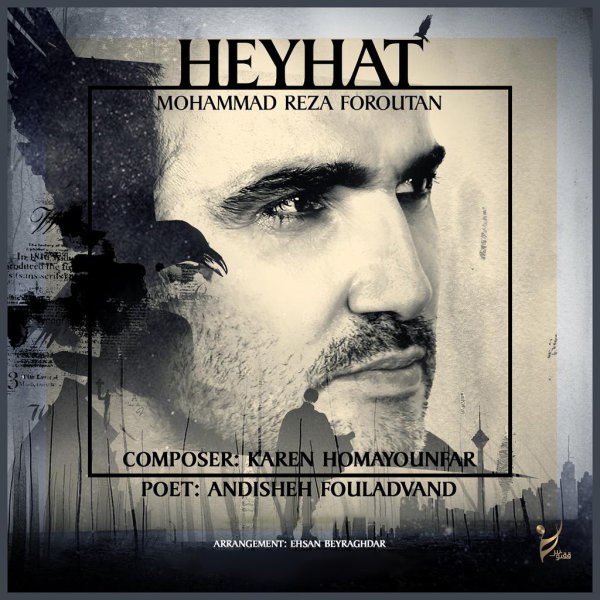 HEYHAT
MOHAMMAD REZA FOROUTAN
COMPOSER: KAREN HOMAYOUNFAR
POET: ANDISHEH FOULADVAND
ARRANGEMENT: EHSAN BEYRAGHDAR